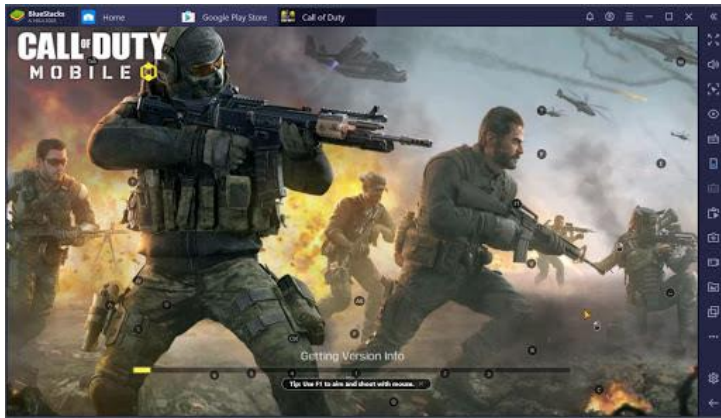 BlueStacks
Home
Google Play Store
Call of Duty
CALL OF DUTY
MOBILE
Getting Version Info
Tip: Use F1 to aim and shoot with mouse.